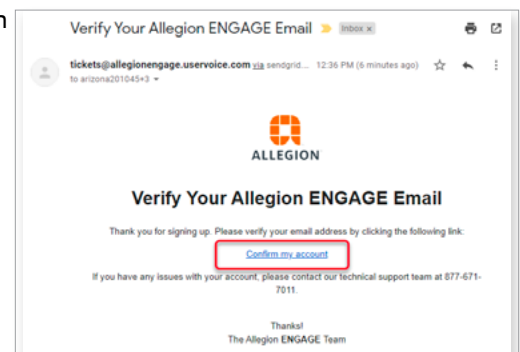 n
Verify Your Allegion ENGAGE Email Inbox x
tickets@allegionengage.uservoice.com via sendgrid... 12:36 PM (6 minutes ago)
to arizona201045+3
ALLEGION
Verify Your Allegion ENGAGE Email
Thank you for signing up. Please verify your email address by clicking the following link:
Confirm my account
If you have any issues with your account, please contact our technical support team at 877-671-
7011.
Thanks!
The Allegion ENGAGE Team